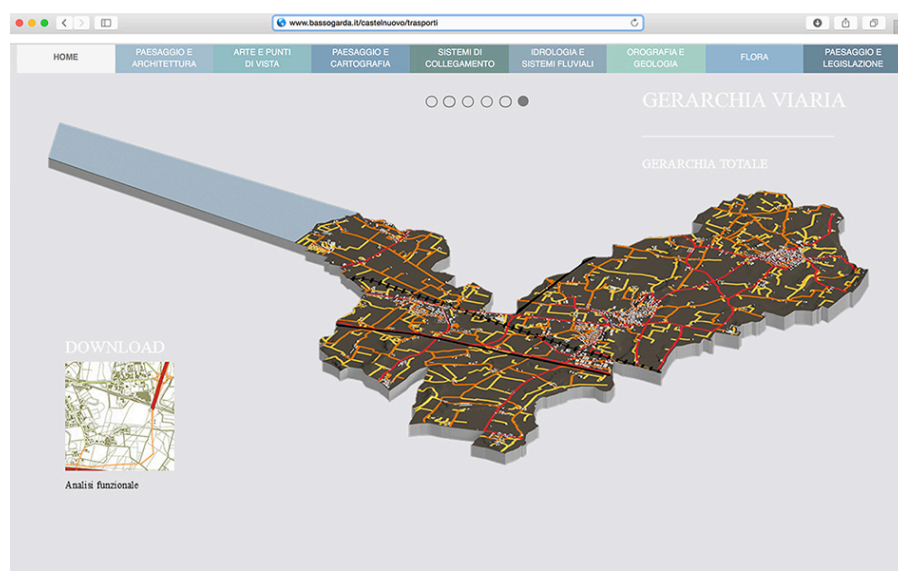 www.bassogarda.it/castelnuovo/trasporti
HOME
PAESAGGIO E
ARCHITETTURA
ARTE E PUNTI
DI VISTA
PAESAGGIO E
CARTOGRAFIA
SISTEMI DI
COLLEGAMENTO
IDROLOGIA E
SISTEMI FLUVIALI
OROGRAFIA E
GEOLOGIA
FLORA
PAESAGGIO E
LEGISLAZIONE
GERARCHIA VIARIA
GERARCHIA TOTALE
DOWNLOAD
Analisi funzionale